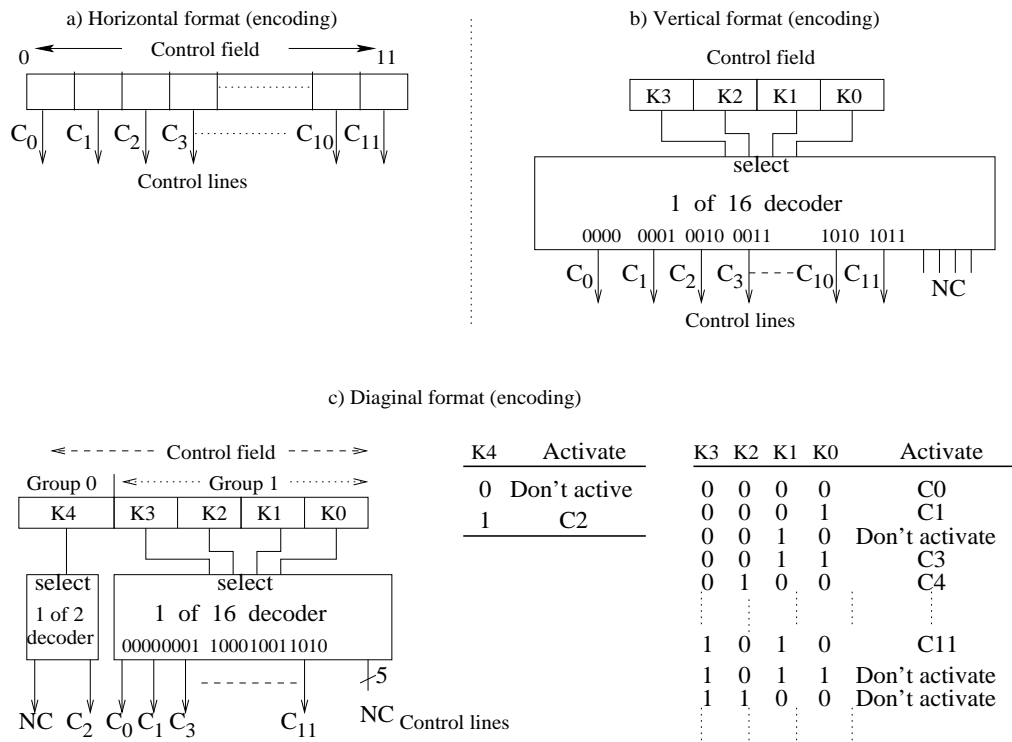 a) Horizontal format (encoding)
0 Control field 11
C0 C1 C2 C3 C10 C11
Control lines
b) Vertical format (encoding)
Control field
K3 K2 K1 K0
select
1 of 16 decoder
0000 0001 0010 0011 1010 1011
C0 C1 C2 C3 C10 C11 NC
Control lines
c) Diaginal format (encoding)
Control field
Group 0 Group 1
K4 K3 K2 K1 K0
select select
1 of 2 decoder
1 of 16 decoder
0000 0001 1000 1001 1010
5
NC C2 C0 C1 C3 C11 NC Control lines
K4 Activate
0 Don't active
1 C2
K3 K2 K1 K0 Activate
0 0 0 0 C0
0 0 0 1 C1
0 0 1 0 Don't activate
0 0 1 1 C3
0 1 0 0 C4
1 0 1 0 C11
1 0 1 1 Don't activate
1 1 0 0 Don't activate